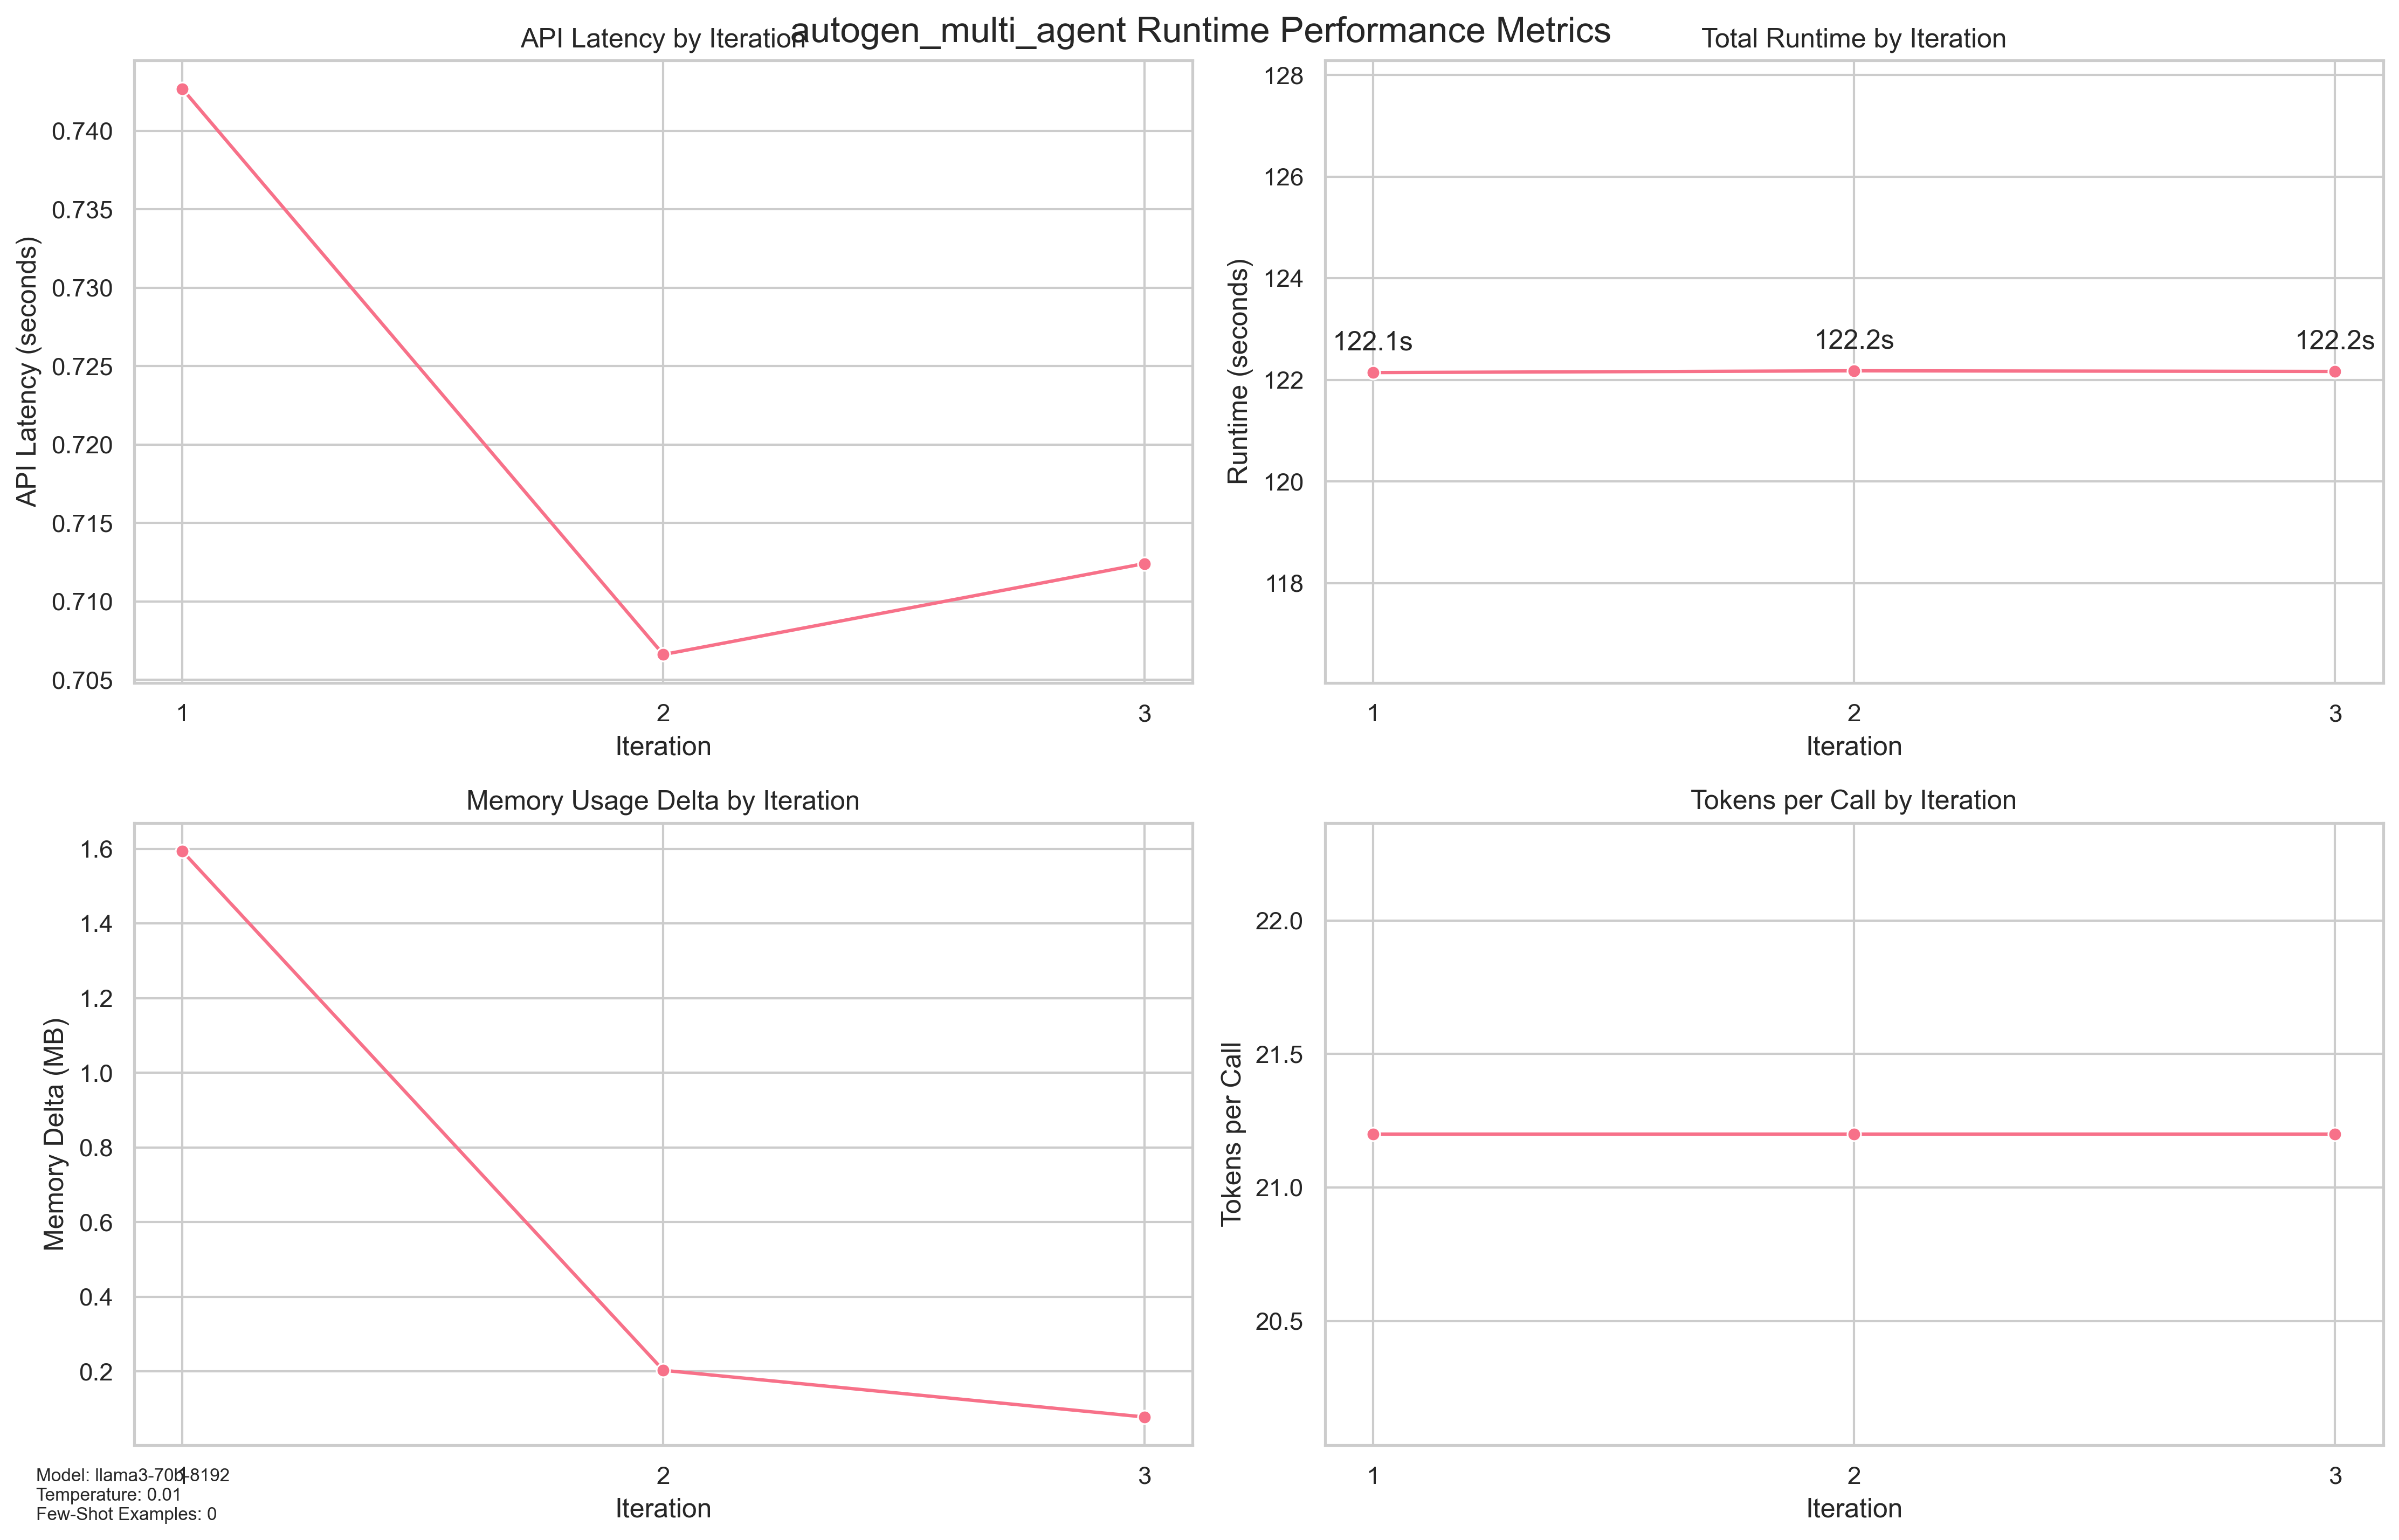 autogen_multi_agent Runtime Performance Metrics
API Latency by Iteration
API Latency (seconds)
0.740
0.735
0.730
0.725
0.720
0.715
0.710
0.705
1 2 3
Iteration
Total Runtime by Iteration
Runtime (seconds)
128
126
124
122
120
118
122.1s 122.2s 122.2s
1 2 3
Iteration
Memory Usage Delta by Iteration
Memory Delta (MB)
1.6
1.4
1.2
1.0
0.8
0.6
0.4
0.2
1 2 3
Iteration
Tokens per Call by Iteration
Tokens per Call
22.0
21.5
21.0
20.5
1 2 3
Iteration
Model: llama3-70b-8192
Temperature: 0.01
Few-Shot Examples: 0